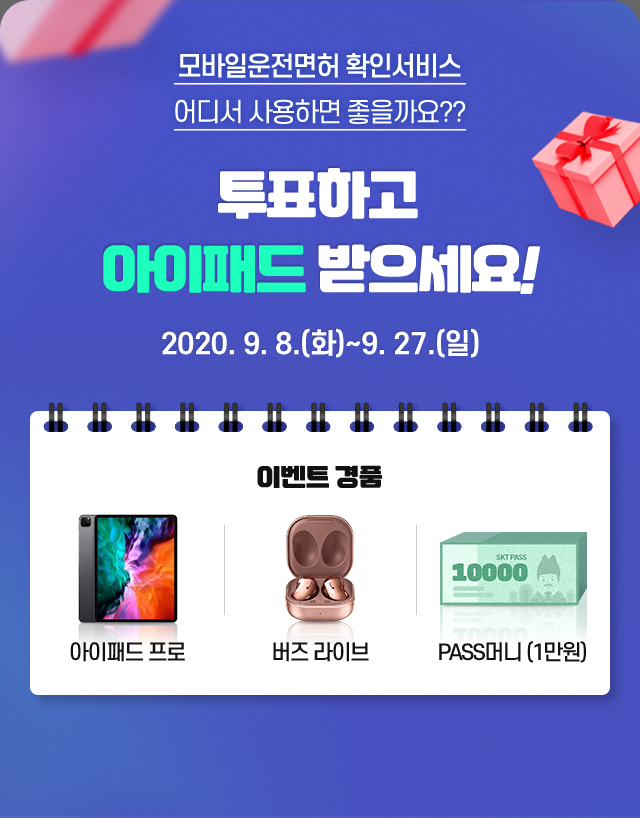 모바일운전면허 확인서비스
어디서 사용하면 좋을까요??
투표하고
아이패드 받으세요!
2020. 9. 8.(화)~9. 27.(일)
이벤트 경품
SKT PASS
10000
아이패드 프로
버즈 라이브
PASS머니 (1만원)